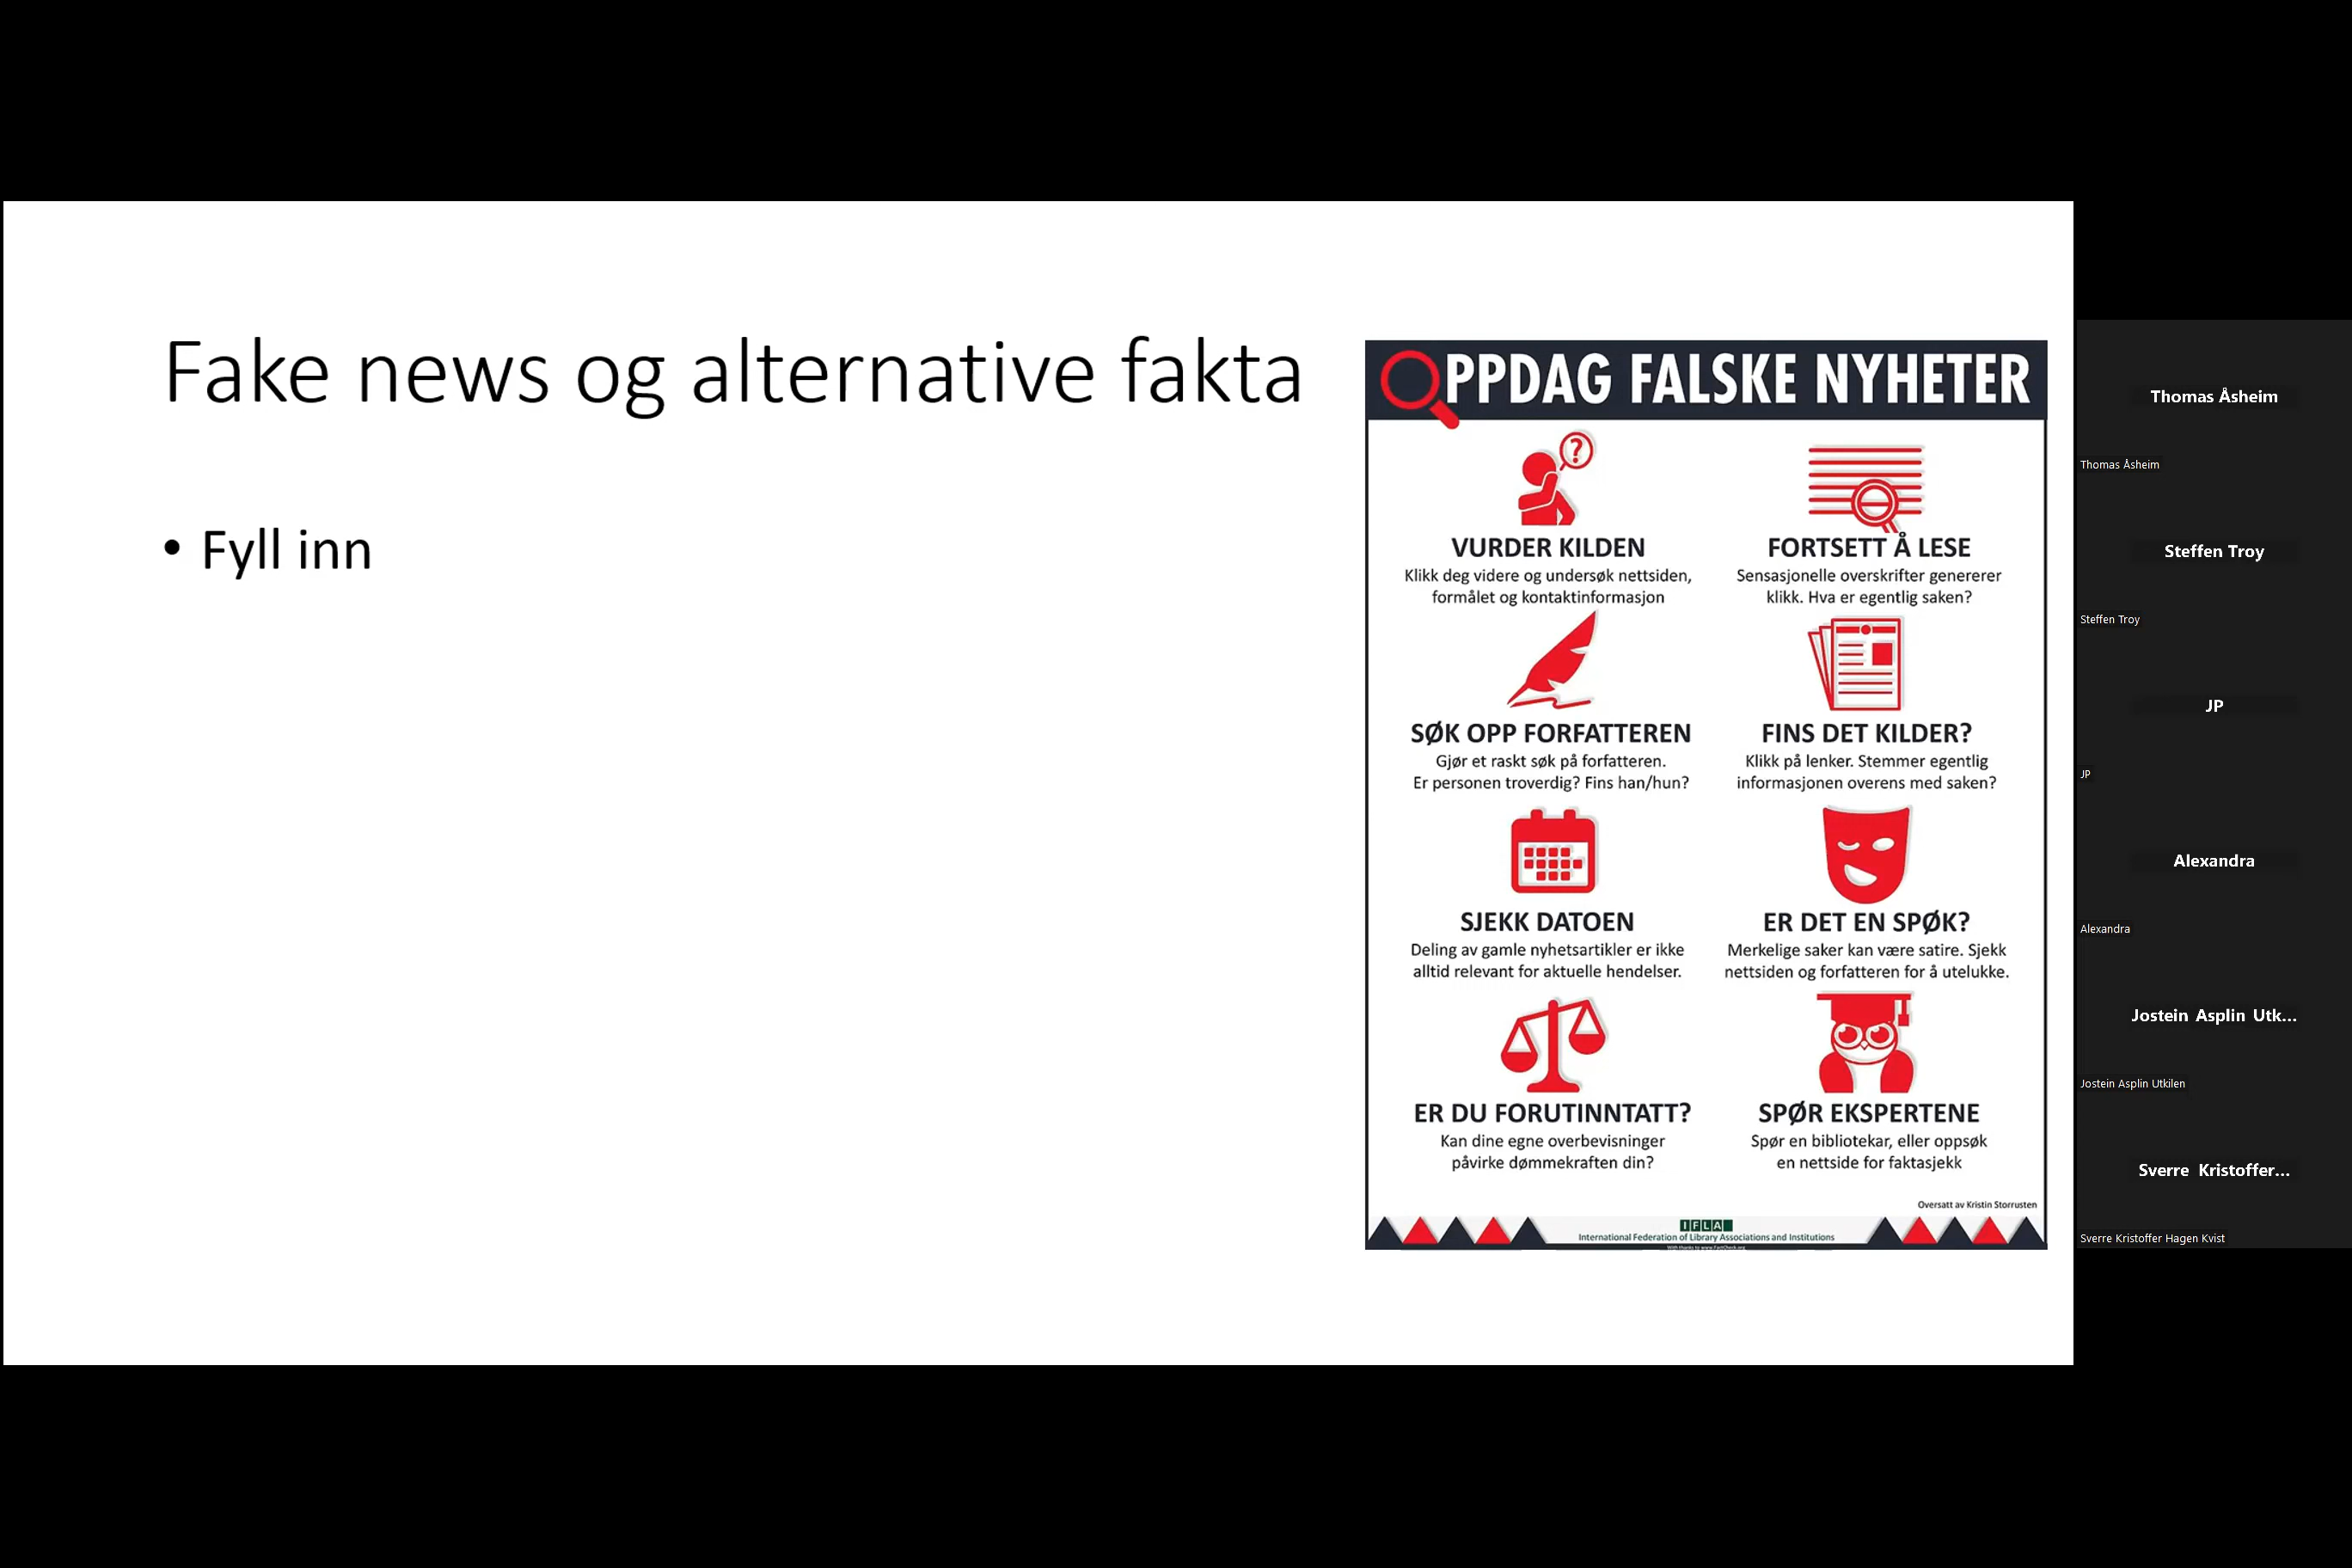 Fake news og alternative fakta
• Fyll inn
OPPDAG FALSKE NYHETER
VURDER KILDEN
Klikk deg videre og undersøk nettsiden,
formålet og kontaktinformasjon
FORTSETT Å LESE
Sensasjonelle overskrifter genererer
klikk. Hva er egentlig saken?
SØK OPP FORFATTEREN
Gjør et raskt søk på forfatteren.
Er personen troverdig? Fins han/hun?
FINS DET KILDER?
Klikk på lenker. Stemmer egentlig
informasjonen overens med saken?
SJEKK DATOEN
Deling av gamle nyhetsartikler er ikke
alltid relevant for aktuelle hendelser.
ER DET EN SPØK?
Merkelige saker kan være satire. Sjekk
nettsiden og forfatteren for å utelukke.
ER DU FORUTINNTATT?
Kan dine egne overbevisninger
påvirke dømmekraften din?
SPØR EKSPERTENE
Spør en bibliotekar, eller oppsøk
en nettside for faktasjekk
Oversatt av Kristin Storrusten
IFLA
International Federation of Library Associations and Institutions
With thanks to www.FactCheck.org
Thomas Åsheim
Thomas Åsheim
Steffen Troy
Steffen Troy
JP
JP
Alexandra
Alexandra
Jostein Asplin Utk...
Jostein Asplin Utkilen
Sverre Kristoffer...
Sverre Kristoffer Hagen Kvist